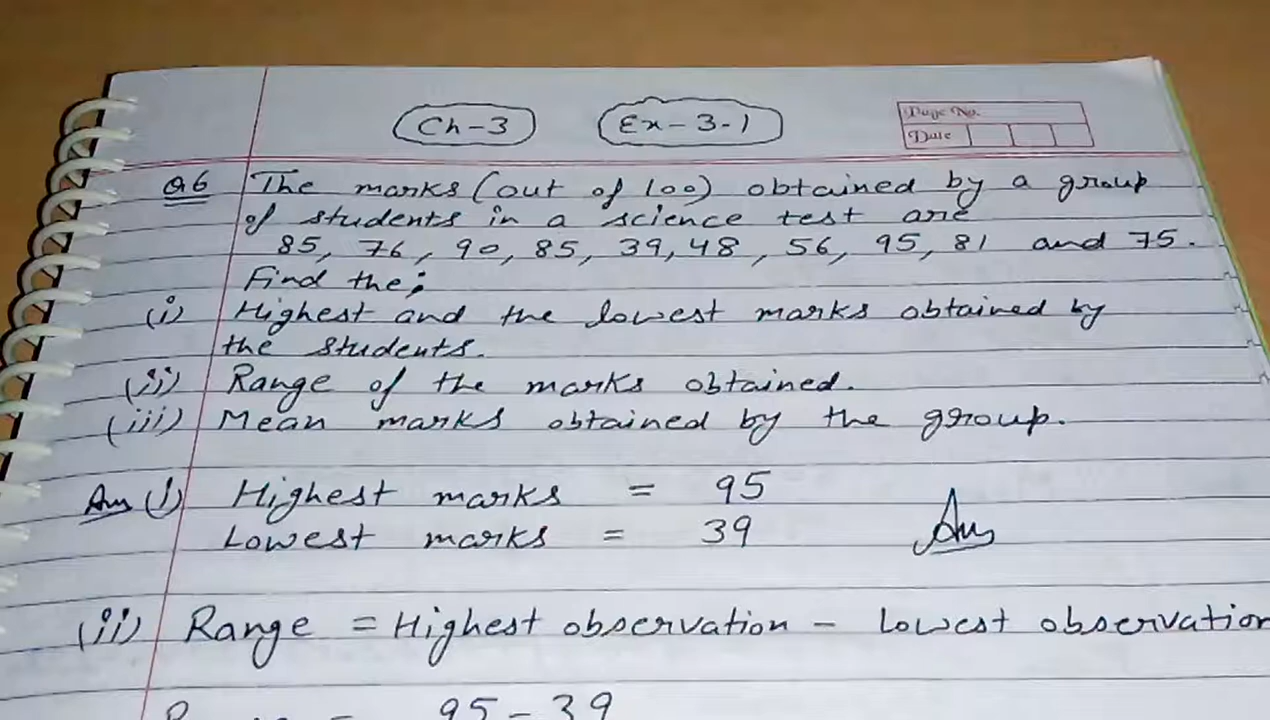 Ch-3 Ex-3-1
Page No.
Date
Q6 The marks (out of 100) obtained by a group
of students in a science test are
85, 76, 90, 85, 39, 48, 56, 95, 81 and 75.
Find the:
(i) Highest and the lowest marks obtained by
the students.
(ii) Range of the marks obtained.
(iii) Mean marks obtained by the group.
Ans (i) Highest marks = 95
Lowest marks = 39 Ans
(ii) Range = Highest observation - Lowest observation
= 95-39